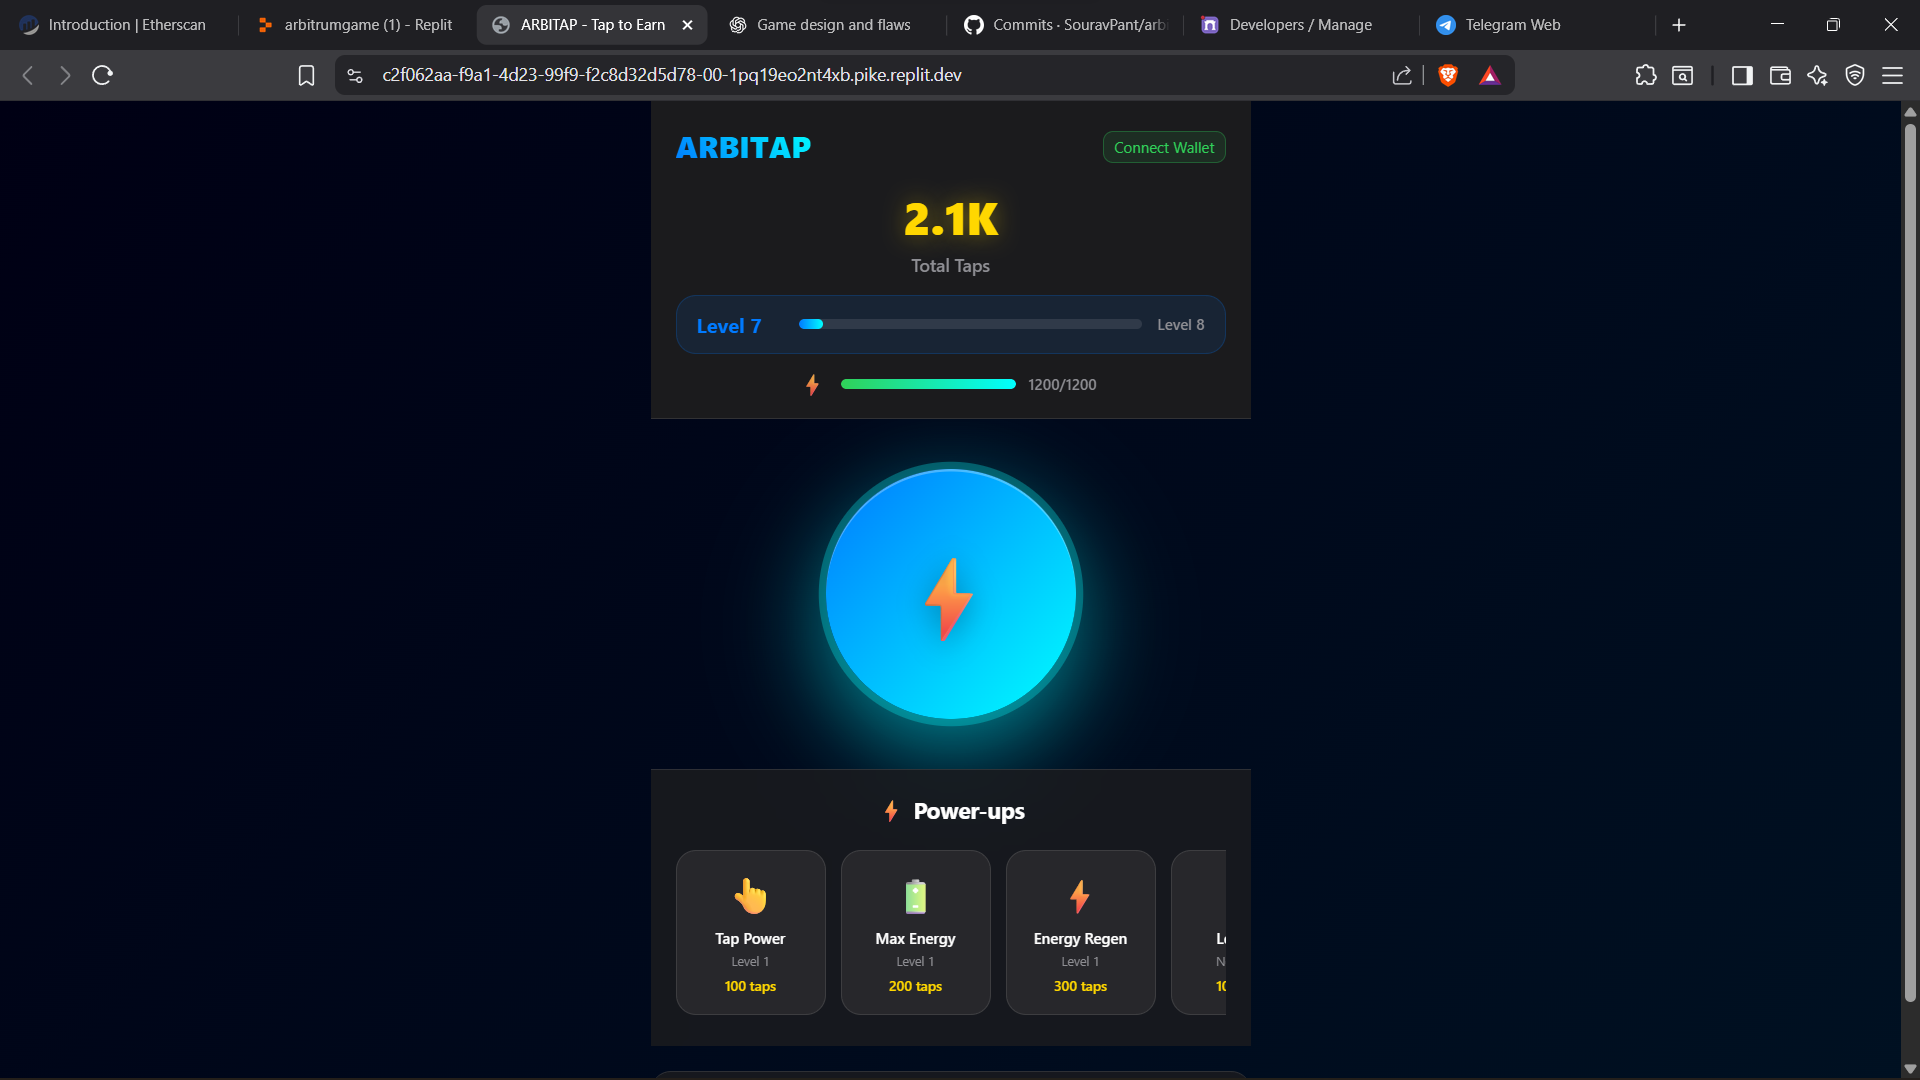 Introduction | Etherscan
arbitrumgame (1) - Replit
ARBITAP - Tap to Earn
Game design and flaws
Commits · SouravPant/arbi
Developers / Manage
Telegram Web
c2f062aa-f9a1-4d23-99f9-f2c8d32d5d78-00-1pq19eo2nt4xb.pike.replit.dev
ARBITAP
Connect Wallet
2.1K
Total Taps
Level 7
Level 8
1200/1200
Power-ups
Tap Power
Level 1
100 taps
Max Energy
Level 1
200 taps
Energy Regen
Level 1
300 taps